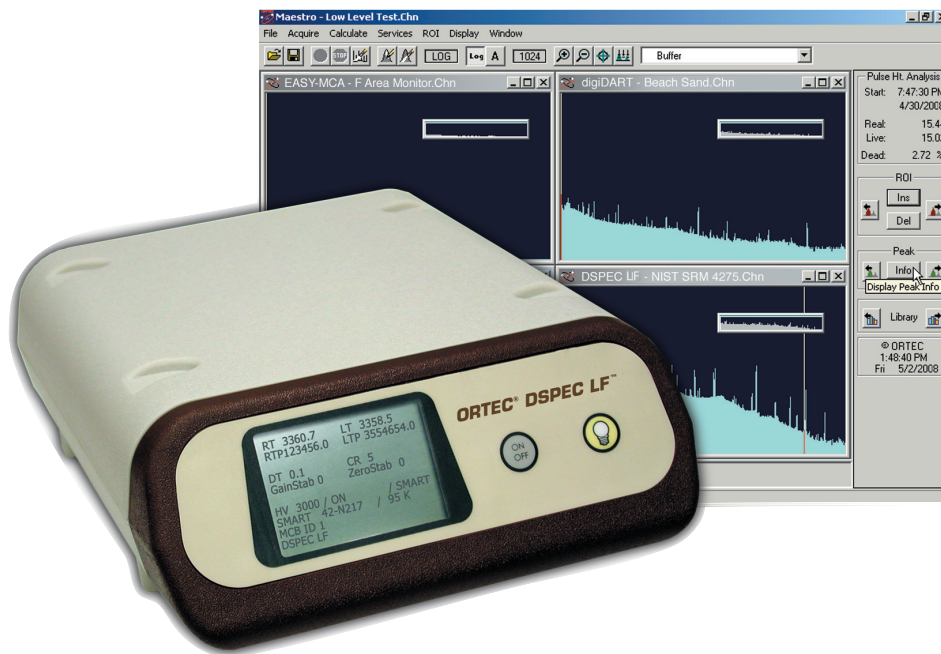 Maestro - Low Level Test.Chn
File Acquire Calculate Services ROI Display Window
STOP LOG Log A 1024 Buffer
EASY-MCA - F Area Monitor.Chn
digiDART - Beach Sand.Chn
Pulse Ht. Analysis
Start: 7:47:30 PM
4/30/2008
Real: 15.4
Live: 15.0
Dead: 2.72 %
ROI
Ins
Del
Peak
Info
Display Peak Info
Library
© ORTEC
1:48:40 PM
Fri 5/2/2008
DSPEC LF - NIST SRM 4275.Chn
ORTEC® DSPEC LF™
ON
OFF
RT 3360.7 LT 3358.5
RTP123456.0 LTP 3554654.0
DT 0.1 CR 5
GainStab 0 ZeroStab 0
HV 3000 / ON / SMART
SMART 42-N217 / 95 K
MCB ID 1
DSPEC LF